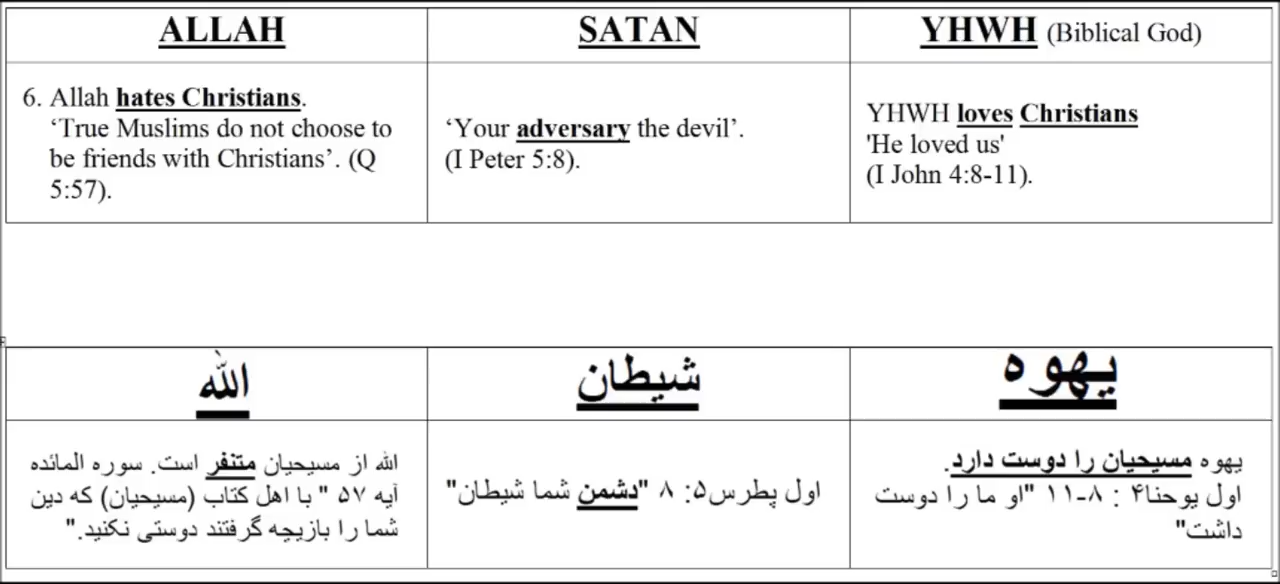 ALLAH
SATAN
YHWH (Biblical God)
6. Allah hates Christians.
‘True Muslims do not choose to
be friends with Christians’. (Q
5:57).
‘Your adversary the devil’.
(I Peter 5:8).
YHWH loves Christians
'He loved us'
(I John 4:8-11).
یهوه
شیطان
الله
یهوه مسیحیان را دوست دارد.
اول یوحنا۴ : ۸-۱۱ "او ما را دوست
داشت"
اول پطرس۵: ۸ "دشمن شما شیطان"
الله از مسیحیان متنفر است. سوره المائده
آیه ۵۷ " با اهل کتاب (مسیحیان) که دین
شما را بازیچه گرفتند دوستی نکنید."